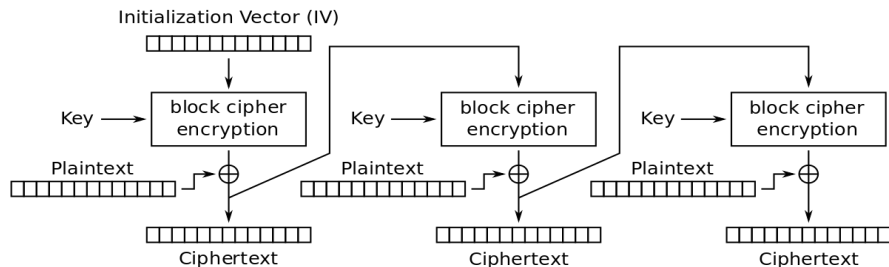 Initialization Vector (IV)
Key
block cipher
encryption
Plaintext
Ciphertext
Key
block cipher
encryption
Plaintext
Ciphertext
Key
block cipher
encryption
Plaintext
Ciphertext